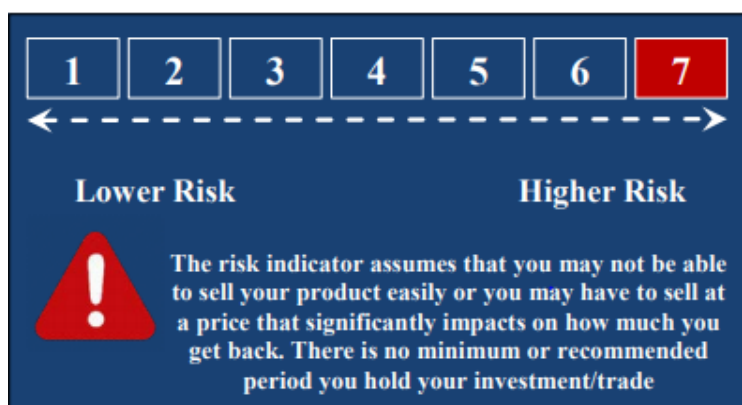 1 2 3 4 5 6 7
Lower Risk Higher Risk
The risk indicator assumes that you may not be able
to sell your product easily or you may have to sell at
a price that significantly impacts on how much you
get back. There is no minimum or recommended
period you hold your investment/trade